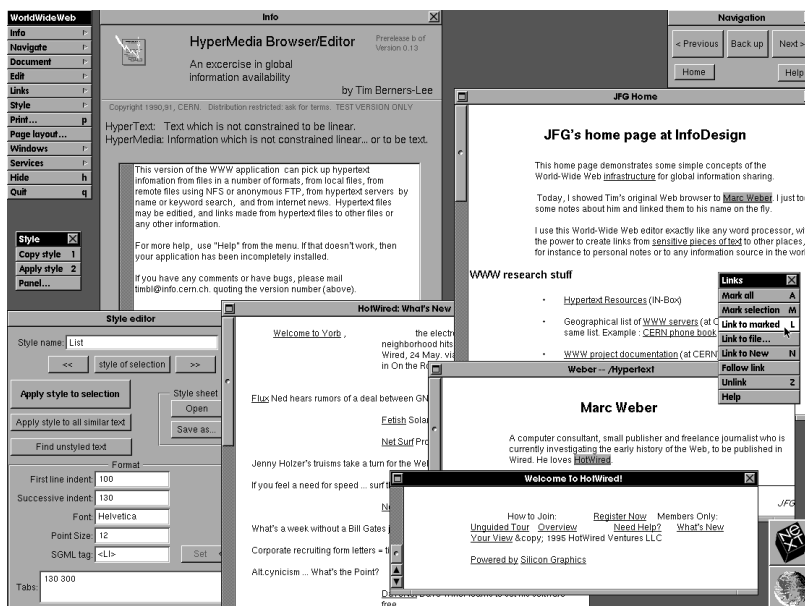 WorldWideWeb
Info
Navigate
Document
Edit
Links
Style
Print... p
Page layout...
Windows
Services
Hide h
Quit q
Info
HyperMedia Browser/Editor
Prerelease b of
Version 0.13
An excercise in global
information availability
by Tim Berners-Lee
Copyright 1990,91, CERN. Distribution restricted: ask for terms. TEST VERSION ONLY
HyperText: Text which is not constrained to be linear.
HyperMedia: Information which is not constrained linear... or to be text.
This version of the WWW application can pick up hypertext
infomation from files in a number of formats, from local files, from
remote files using NFS or anonymous FTP, from hypertext servers by
name or keyword search, and from internet news. Hypertext files
may be editied, and links made from hypertext files to other files or
any other information.
For more help, use "Help" from the menu. If that doesn't work, then
your application has been incompletely installed.
If you have any comments or have bugs, please mail
timbl@info.cern.ch. quoting the version number (above).
Navigation
< Previous Back up Next >
Home Help
JFG Home
JFG's home page at InfoDesign
This home page demonstrates some simple concepts of the
World-Wide Web infrastructure for global information sharing.
Today, I showed Tim's original Web browser to Marc Weber. I just too
some notes about him and linked them to his name on the fly.
I use this World-Wide Web editor exactly like any word processor, wi
the power to create links from sensitive pieces of text to other places,
for instance to personal notes or to any information source in the worl
WWW research stuff
· Hypertext Resources (IN-Box)
· Geographical list of WWW servers (at C
same list. Example : CERN phone book
· WWW project documentation (at CERN
Links
Mark all A
Mark selection M
Link to marked L
Link to file...
Link to New N
Follow link
Unlink Z
Help
Style
Copy style 1
Apply style 2
Panel...
Style editor
Style name: List
<< style of selection >>
Apply style to selection
Apply style to all similar text
Find unstyled text
Style sheet
Open
Save as...
Format
First line indent: 100
Successive indent: 130
Font: Helvetica
Point Size: 12
SGML tag: <LI>
Set
Tabs: 130 300
HotWired: What's New
Welcome to Yorb , the electro
neighborhood hits
Wired, 24 May. via
in On the Ro
Flux Ned hears rumors of a deal between GN
Fetish Solar
Net Surf Pro
Jenny Holzer's truisms take a turn for the Wel
If you feel a need for speed ... surf t
What's a week without a Bill Gates j
Corporate recruiting form letters = ti
Alt.cynicism ... What's the Point?
free
Weber -- /Hypertext
Marc Weber
A computer consultant, small publisher and freelance journalist who is
currently investigating the early history of the Web, to be published in
Wired. He loves HotWired.
JFG
Welcome To HotWired!
How to Join: Register Now Members Only:
Unguided Tour Overview Need Help? What's New
Your View &copy; 1995 HotWired Ventures LLC
Powered by Silicon Graphics
NeXT